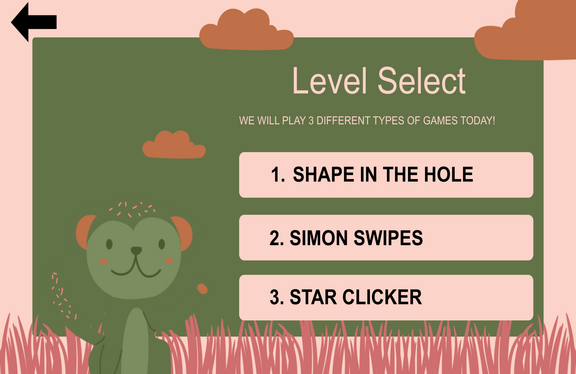 Level Select
WE WILL PLAY 3 DIFFERENT TYPES OF GAMES TODAY!
1. SHAPE IN THE HOLE
2. SIMON SWIPES
3. STAR CLICKER